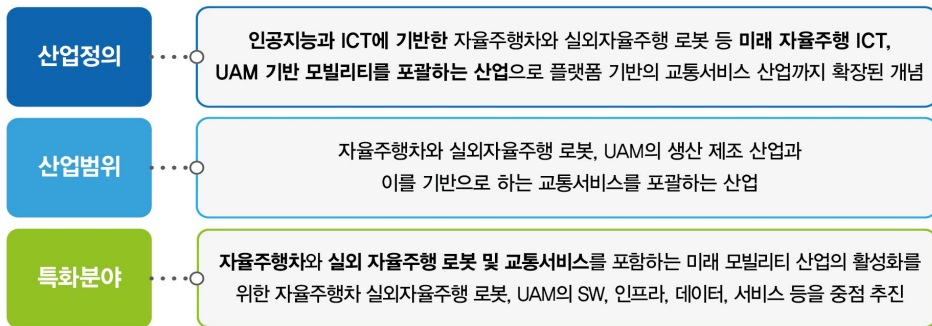 산업정의
인공지능과 ICT에 기반한 자율주행차와 실외자율주행 로봇 등 미래 자율주행 ICT,
UAM 기반 모빌리티를 포괄하는 산업으로 플랫폼 기반의 교통서비스 산업까지 확장된 개념
산업범위
자율주행차와 실외자율주행 로봇, UAM의 생산 제조 산업과
이를 기반으로 하는 교통서비스를 포괄하는 산업
특화분야
자율주행차와 실외 자율주행 로봇 및 교통서비스를 포함하는 미래 모빌리티 산업의 활성화를
위한 자율주행차 실외자율주행 로봇, UAM의 SW, 인프라, 데이터, 서비스 등을 중점 추진